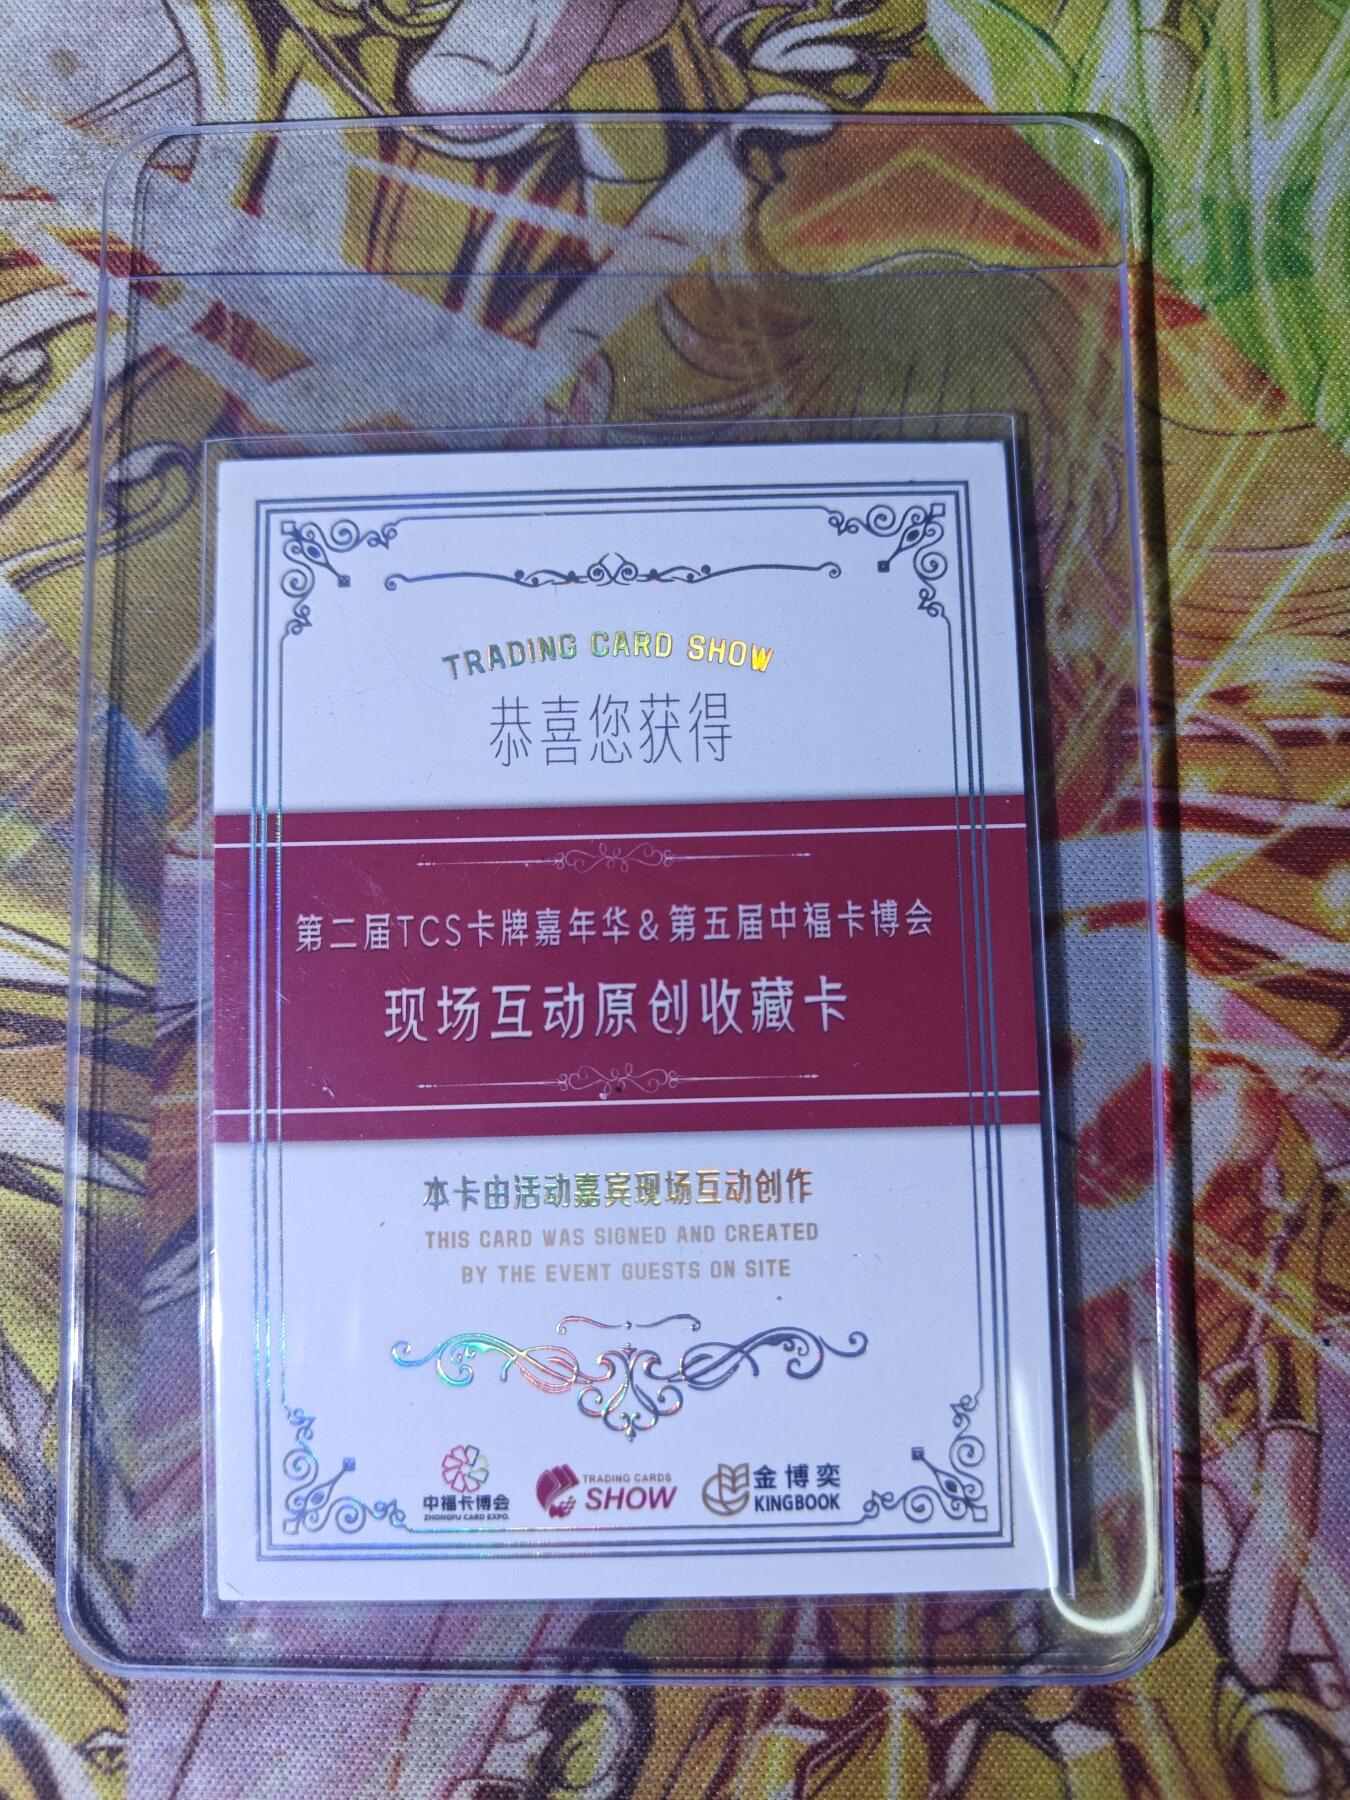 TRADING CARD SHOW
恭喜您获得
第二届TCS卡牌嘉年华&第五届中福卡博会
现场互动原创收藏卡
本卡由活动嘉宾现场互动创作
THIS CARD WAS SIGNED AND CREATED
BY THE EVENT GUESTS ON SITE
中福卡博会
ZHONGFU CARD EXPO.
TRADING CARDS
SHOW
金博奕
KINGBOOK